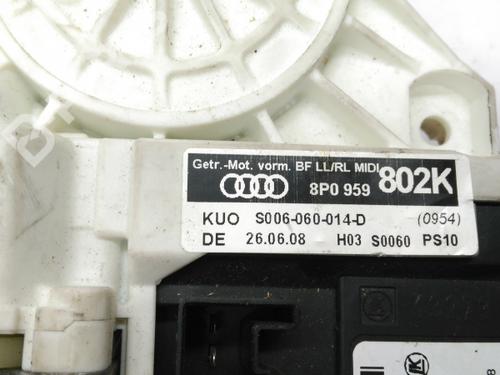 Getr.-Mot. vorm. BF LL/RL MIDI
8P0 959 802K
KUO S006-060-014-D (0954)
DE 26.06.08 H03 S0060 PS10